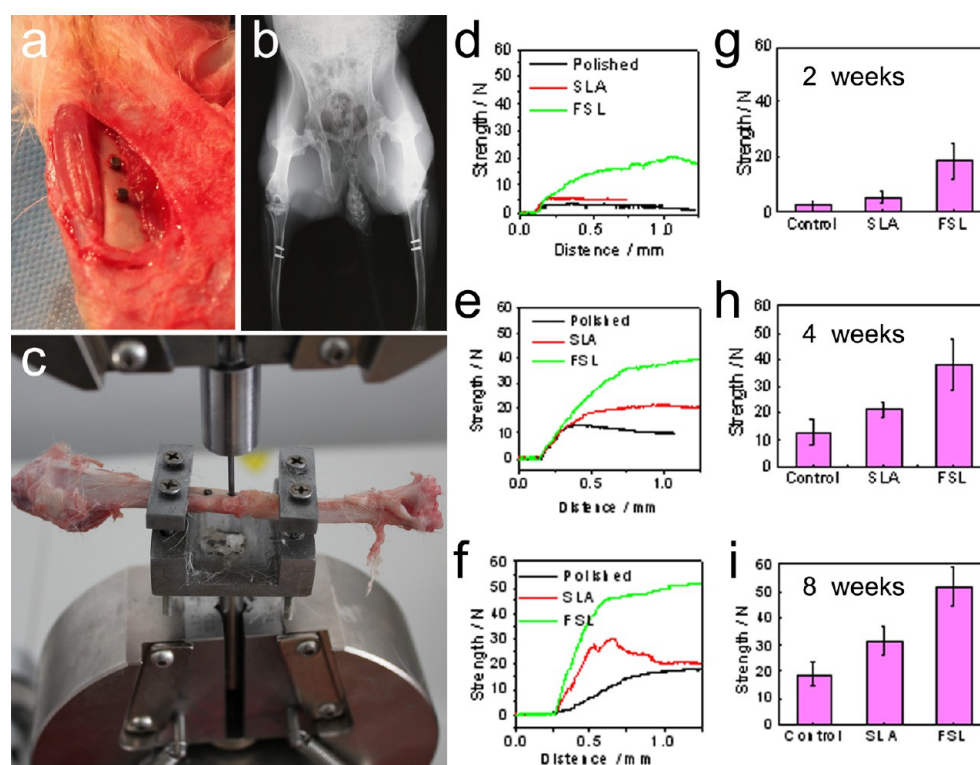 a
b
c
d
60
50
40
30
20
10
0
Strength / N
Polished
SLA
FSL
0.0 0.5 1.0
Distence / mm
e
60
50
40
30
20
10
0
Strength / N
Polished
SLA
FSL
0.0 0.5 1.0
Distence / mm
f
60
50
40
30
20
10
0
Strength / N
Polished
SLA
FSL
0.0 0.5 1.0
Distence / mm
g
60
40
20
0
Strength / N
2 weeks
Control SLA FSL
h
60
50
40
30
20
10
0
Strength / N
4 weeks
Control SLA FSL
i
60
50
40
30
20
10
0
Strength / N
8 weeks
Control SLA FSL